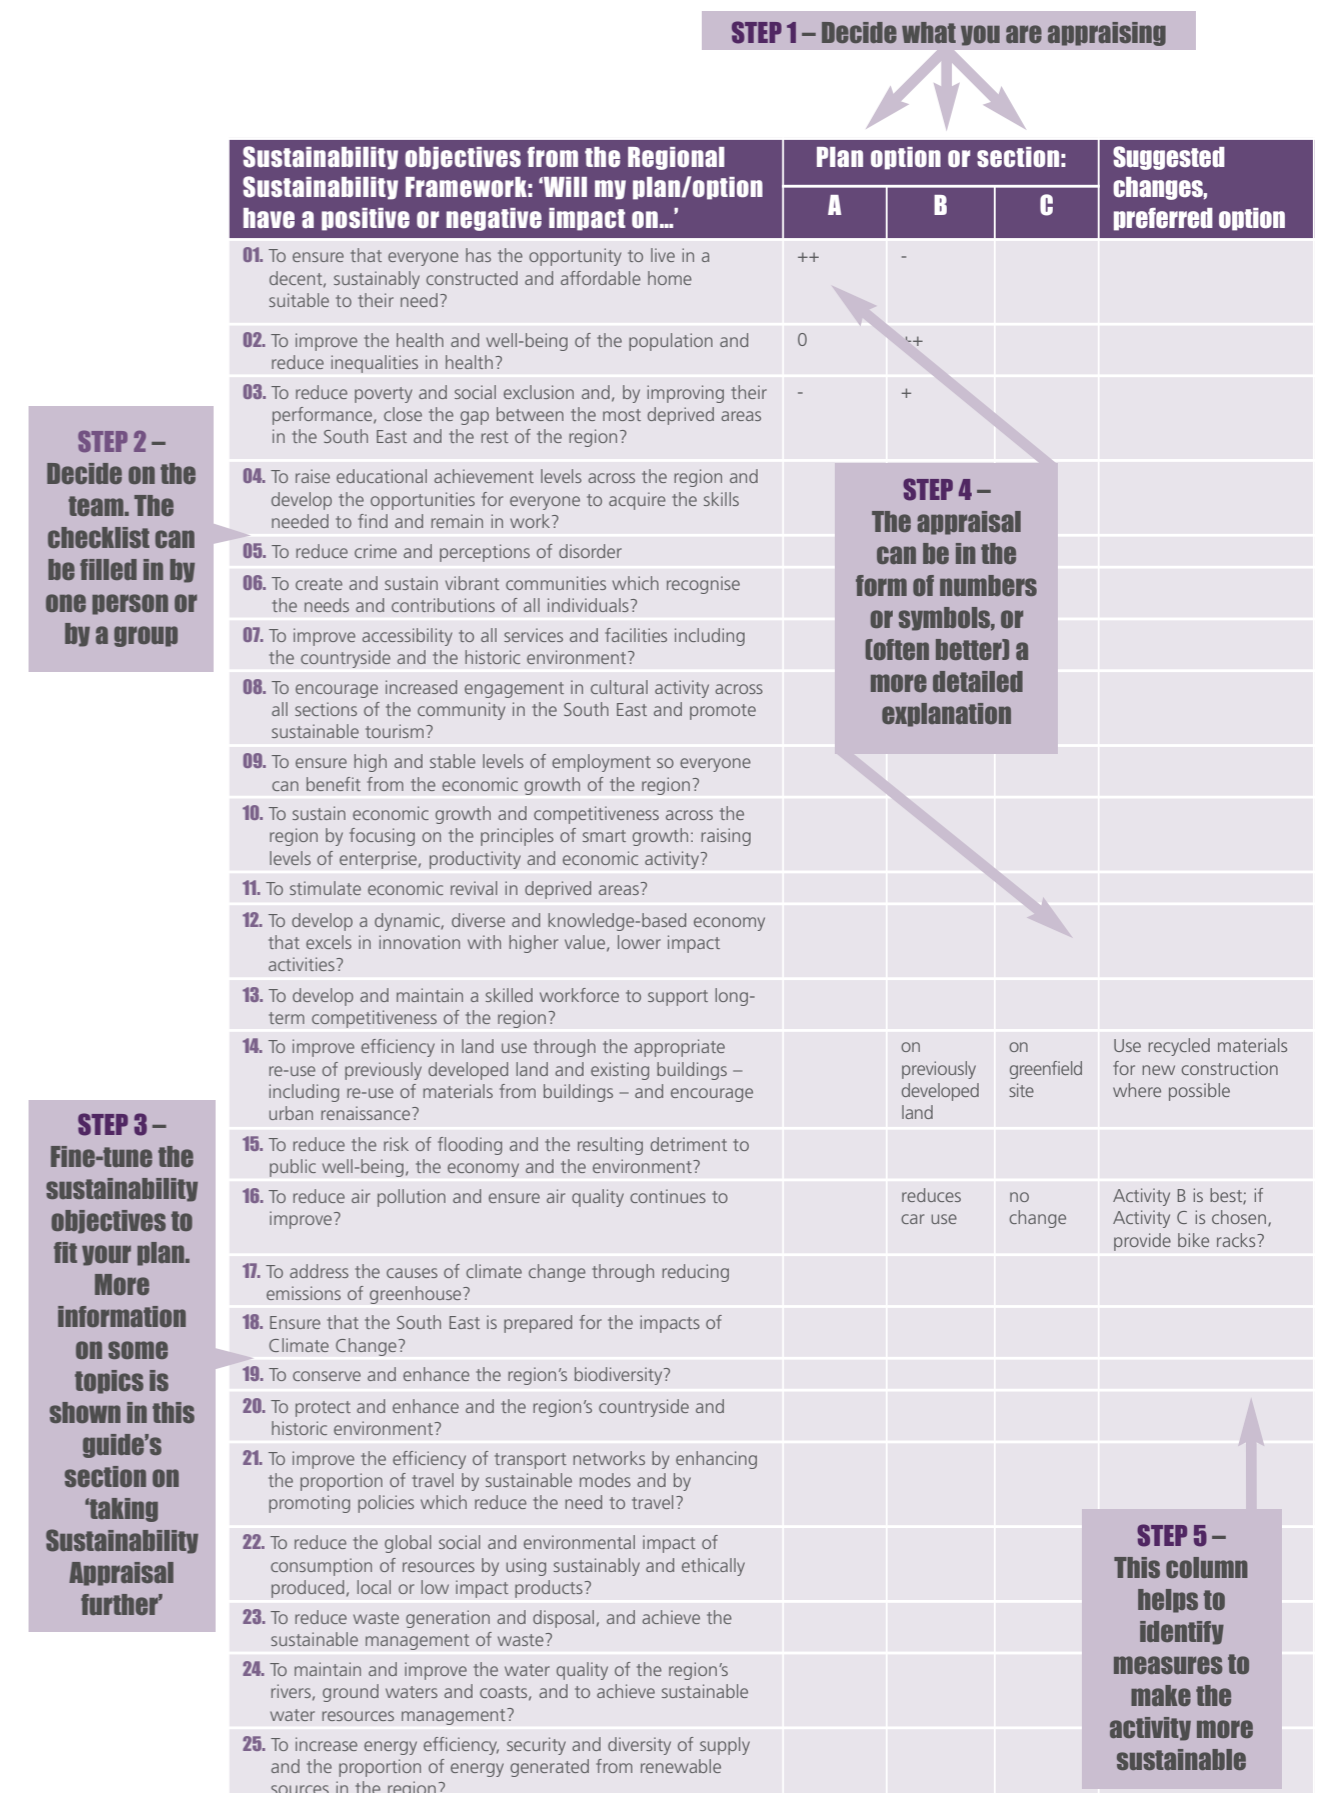 STEP 1 – Decide what you are appraising
Sustainability objectives from the Regional
Sustainability Framework: ‘Will my plan/option
have a positive or negative impact on...’
Plan option or section:
A
B
C
Suggested
changes,
preferred option
01. To ensure that everyone has the opportunity to live in a
decent, sustainably constructed and affordable home
suitable to their need?
++
-
02. To improve the health and well-being of the population and
reduce inequalities in health?
0
++
03. To reduce poverty and social exclusion and, by improving their
performance, close the gap between the most deprived areas
in the South East and the rest of the region?
-
+
STEP 2 –
Decide on the
team. The
checklist can
be filled in by
one person or
by a group
04. To raise educational achievement levels across the region and
develop the opportunities for everyone to acquire the skills
needed to find and remain in work?
05. To reduce crime and perceptions of disorder
06. To create and sustain vibrant communities which recognise
the needs and contributions of all individuals?
07. To improve accessibility to all services and facilities including
the countryside and the historic environment?
08. To encourage increased engagement in cultural activity across
all sections of the community in the South East and promote
sustainable tourism?
STEP 4 –
The appraisal
can be in the
form of numbers
or symbols, or
(often better) a
more detailed
explanation
09. To ensure high and stable levels of employment so everyone
can benefit from the economic growth of the region?
10. To sustain economic growth and competitiveness across the
region by focusing on the principles of smart growth: raising
levels of enterprise, productivity and economic activity?
11. To stimulate economic revival in deprived areas?
12. To develop a dynamic, diverse and knowledge-based economy
that excels in innovation with higher value, lower impact
activities?
13. To develop and maintain a skilled workforce to support long-
term competitiveness of the region?
14. To improve efficiency in land use through the appropriate
re-use of previously developed land and existing buildings –
including re-use of materials from buildings – and encourage
urban renaissance?
on
previously
developed
land
on
greenfield
site
Use recycled materials
for new construction
where possible
STEP 3 –
Fine-tune the
sustainability
objectives to
fit your plan.
More
information
on some
topics is
shown in this
guide’s
section on
‘taking
Sustainability
Appraisal
further’
15. To reduce the risk of flooding and the resulting detriment to
public well-being, the economy and the environment?
16. To reduce air pollution and ensure air quality continues to
improve?
reduces
car use
no
change
Activity B is best; if
Activity C is chosen,
provide bike racks?
17. To address the causes of climate change through reducing
emissions of greenhouse?
18. Ensure that the South East is prepared for the impacts of
Climate Change?
19. To conserve and enhance the region’s biodiversity?
20. To protect and enhance and the region’s countryside and
historic environment?
21. To improve the efficiency of transport networks by enhancing
the proportion of travel by sustainable modes and by
promoting policies which reduce the need to travel?
22. To reduce the global social and environmental impact of
consumption of resources by using sustainably and ethically
produced, local or low impact products?
23. To reduce waste generation and disposal, and achieve the
sustainable management of waste?
24. To maintain and improve the water quality of the region’s
rivers, ground waters and coasts, and to achieve sustainable
water resources management?
25. To increase energy efficiency, security and diversity of supply
and the proportion of energy generated from renewable
sources in the region?
STEP 5 –
This column
helps to
identify
measures to
make the
activity more
sustainable